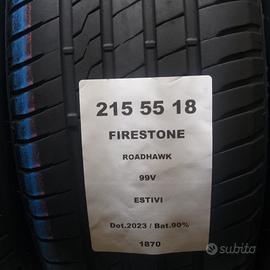 215 55 18
FIRESTONE
ROADHAWK
99V
ESTIVI
Dot.2023 / Bat.90%
1870
subito